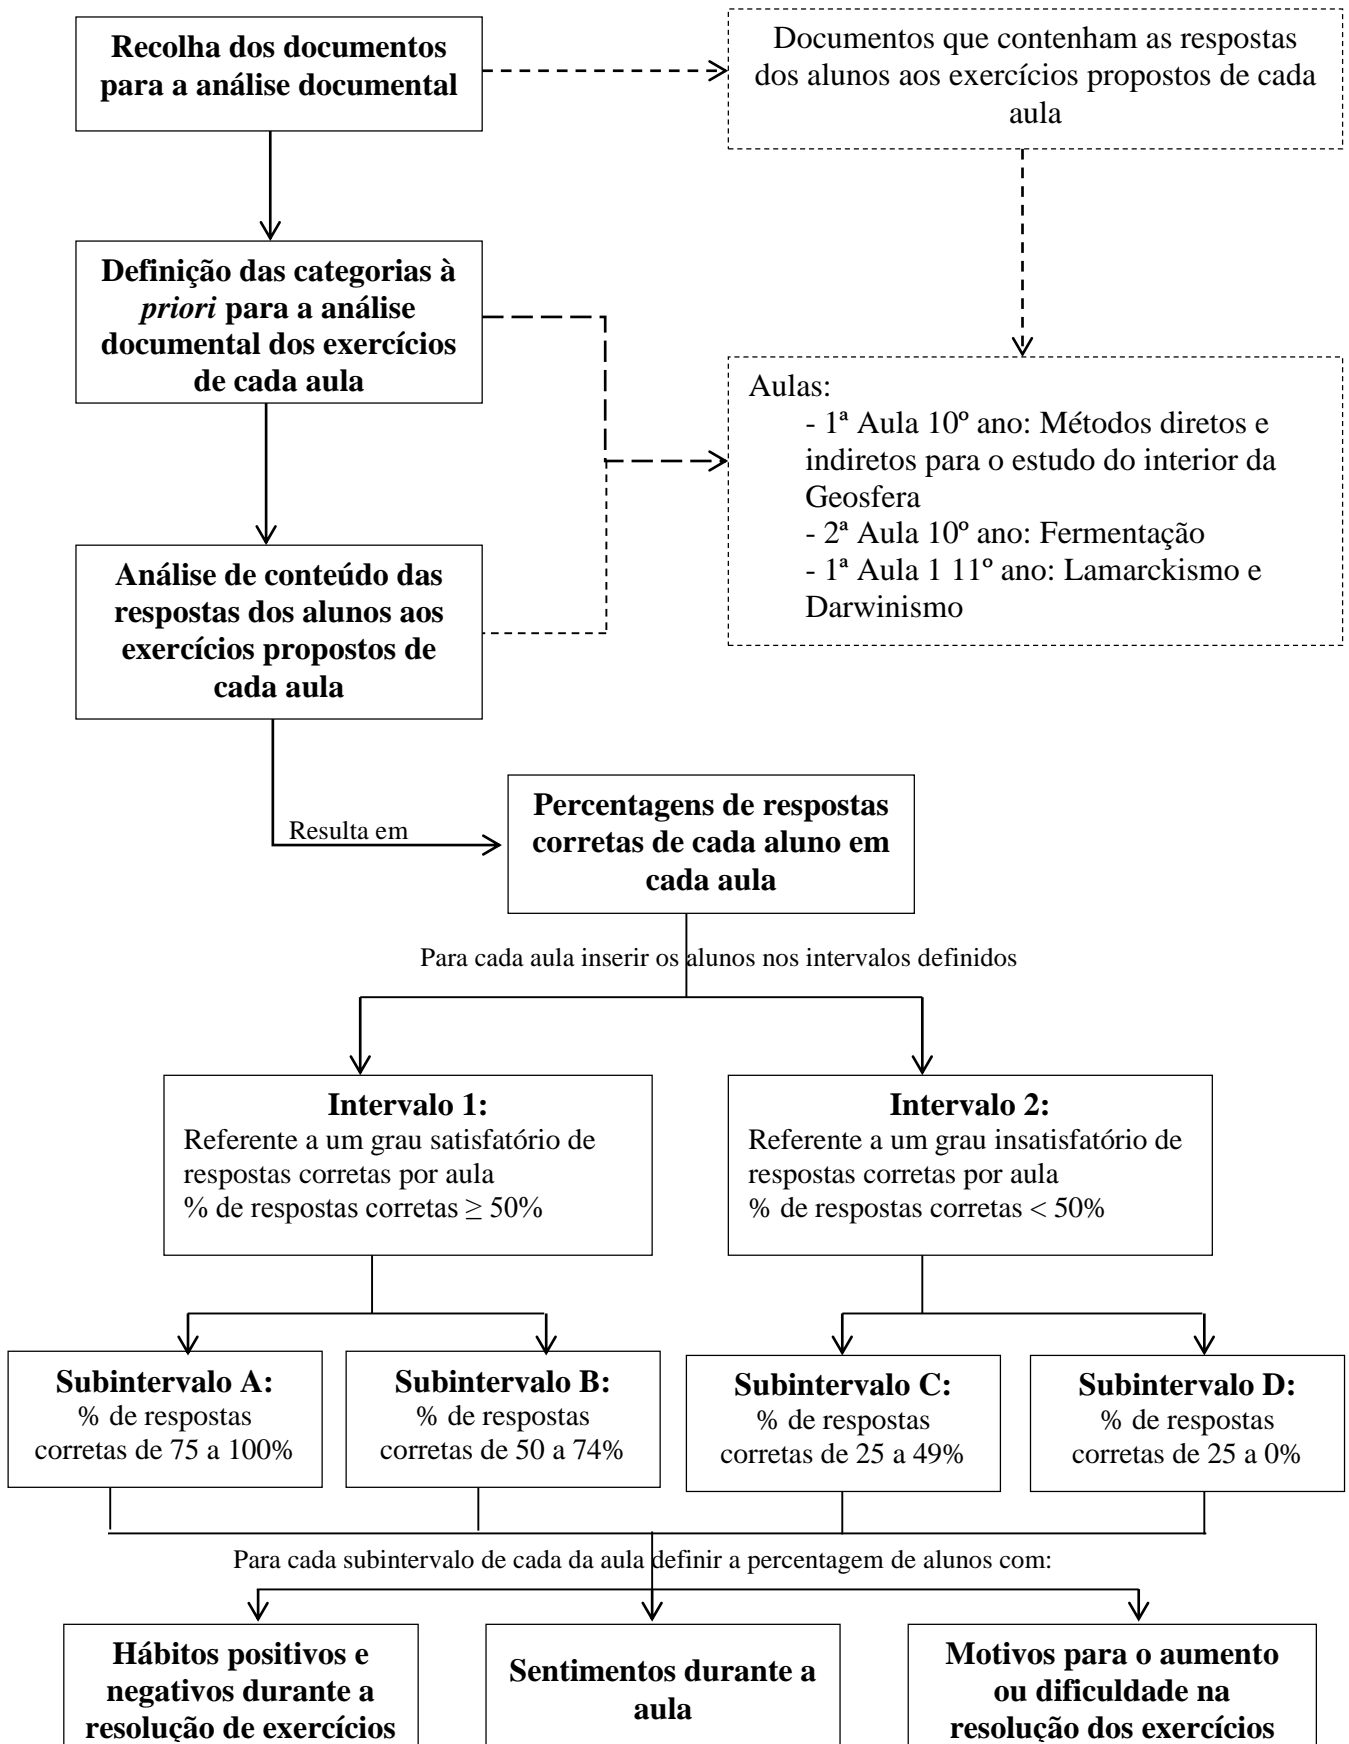 Recolha dos documentos
para a análise documental
Documentos que contenham as respostas
dos alunos aos exercícios propostos de cada
aula
Definição das categorias à
priori para a análise
documental dos exercícios
de cada aula
Aulas:
- 1ª Aula 10º ano: Métodos diretos e
indiretos para o estudo do interior da
Geosfera
- 2ª Aula 10º ano: Fermentação
- 1ª Aula 1 11º ano: Lamarckismo e
Darwinismo
Análise de conteúdo das
respostas dos alunos aos
exercícios propostos de
cada aula
Resulta em
Percentagens de respostas
corretas de cada aluno em
cada aula
Para cada aula inserir os alunos nos intervalos definidos
Intervalo 1:
Referente a um grau satisfatório de
respostas corretas por aula
% de respostas corretas ≥ 50%
Intervalo 2:
Referente a um grau insatisfatório de
respostas corretas por aula
% de respostas corretas < 50%
Subintervalo A:
% de respostas
corretas de 75 a 100%
Subintervalo B:
% de respostas
corretas de 50 a 74%
Subintervalo C:
% de respostas
corretas de 25 a 49%
Subintervalo D:
% de respostas
corretas de 25 a 0%
Para cada subintervalo de cada da aula definir a percentagem de alunos com:
Hábitos positivos e
negativos durante a
resolução de exercícios
Sentimentos durante a
aula
Motivos para o aumento
ou dificuldade na
resolução dos exercícios